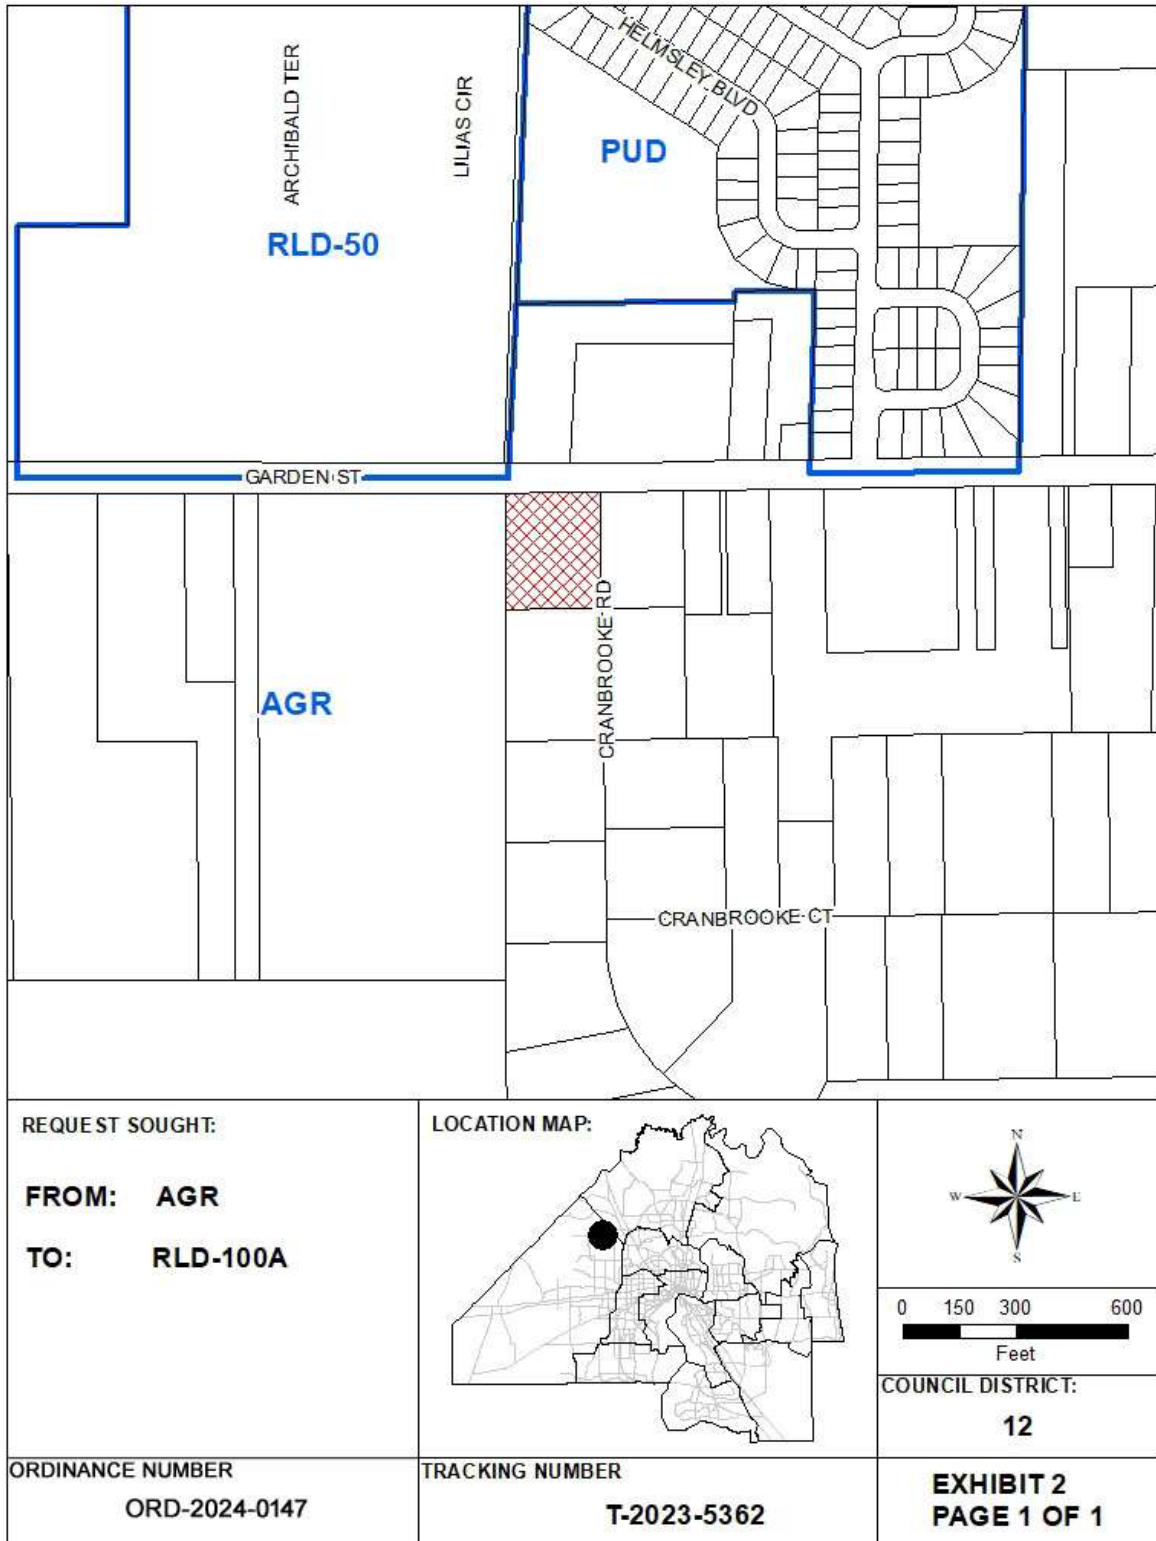 HELMSLEY BLVD
ARCHIBALD TER
LILIAS CIR
PUD
RLD-50
GARDEN ST
CRANBROOKE RD
AGR
CRANBROOKE CT
REQUEST SOUGHT:
FROM: AGR
TO: RLD-100A
LOCATION MAP:
N
W E
S
0 150 300 600
Feet
COUNCIL DISTRICT:
12
ORDINANCE NUMBER
ORD-2024-0147
TRACKING NUMBER
T-2023-5362
EXHIBIT 2
PAGE 1 OF 1